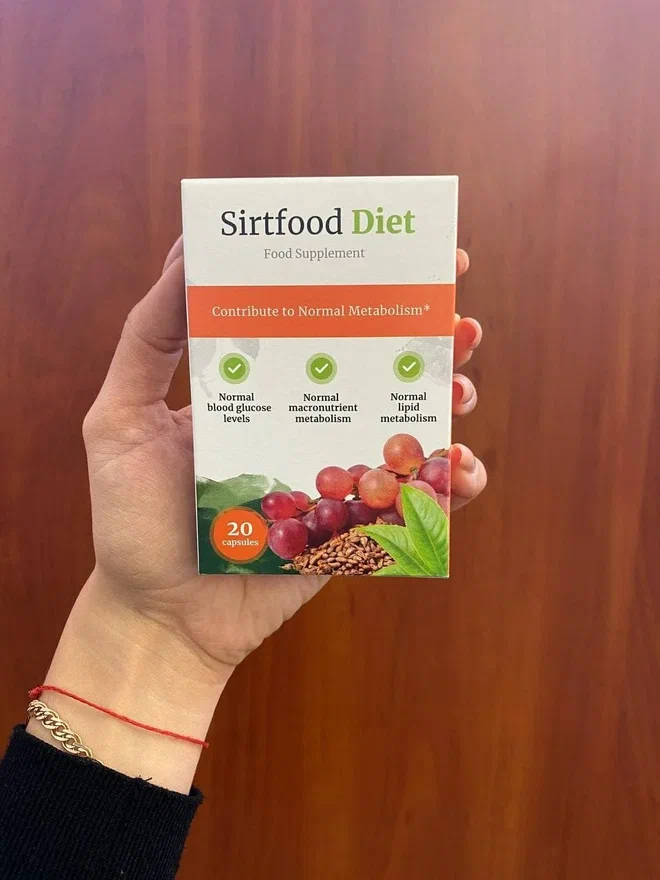 Sirtfood Diet
Food Supplement
Contribute to Normal Metabolism*
Normal
blood glucose
levels
Normal
macronutrient
metabolism
Normal
lipid
metabolism
20
capsules